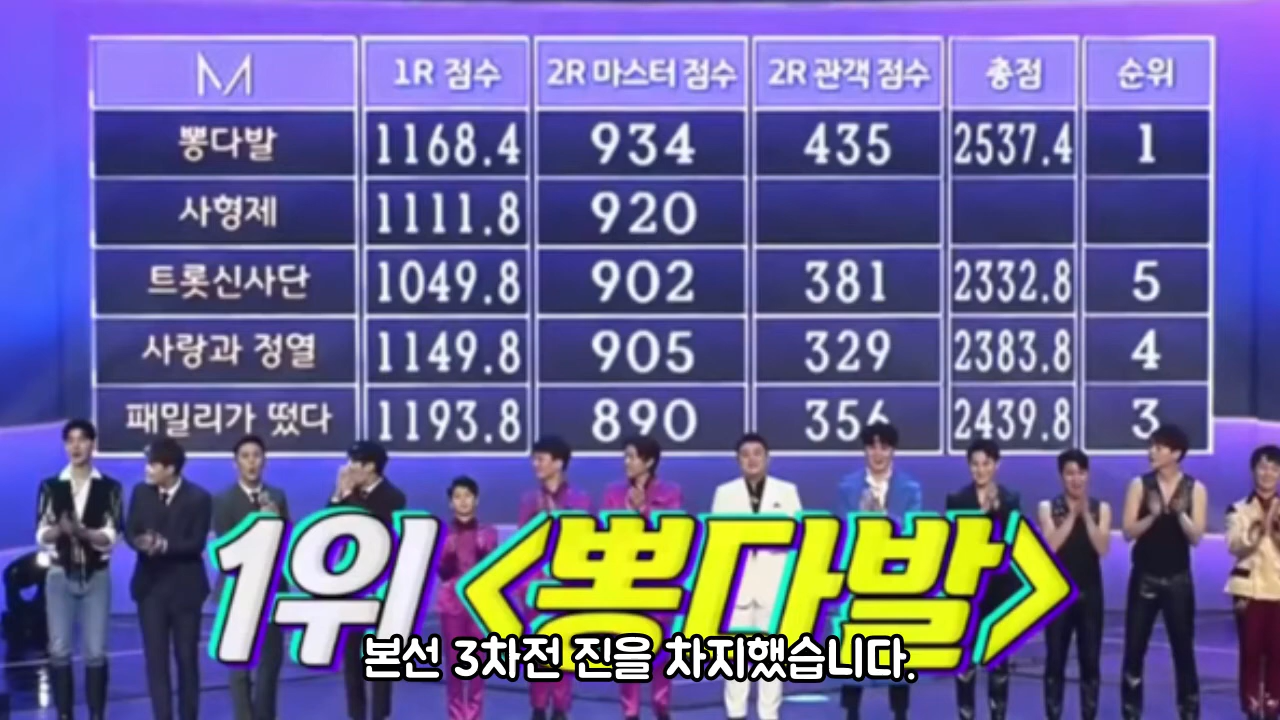 M 1R 점수 2R 마스터 점수 2R 관객 점수 총점 순위
뽕다발 1168.4 934 435 2537.4 1
사형제 1111.8 920
트롯신사단 1049.8 902 381 2332.8 5
사랑과 정열 1149.8 905 329 2383.8 4
패밀리가 떴다 1193.8 890 356 2439.8 3
1위 <뽕다발>
본선 3차전 진을 차지했습니다.